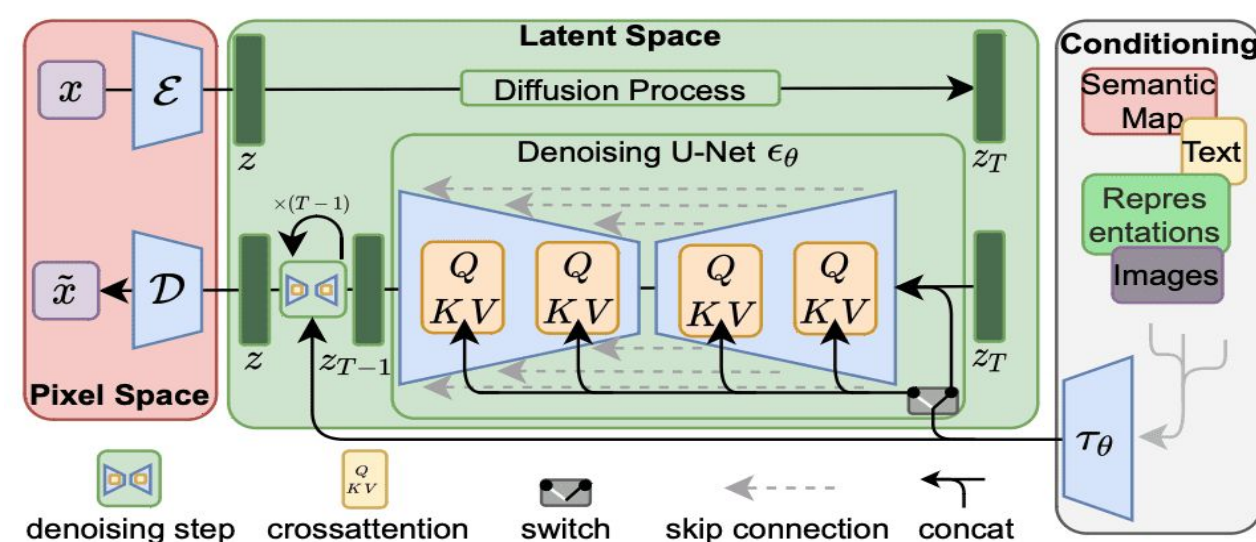 Latent Space
Conditioning
x
ℰ
Diffusion Process
Semantic
Map
z
z_T
Text
Denoising U-Net ϵ_θ
×(T − 1)
Repres
entations
Images
x̃
𝒟
Q
K V
Q
K V
Q
K V
Q
K V
z
z_{T−1}
z_T
Pixel Space
τ_θ
Q
K V
denoising step
crossattention
switch
skip connection
concat